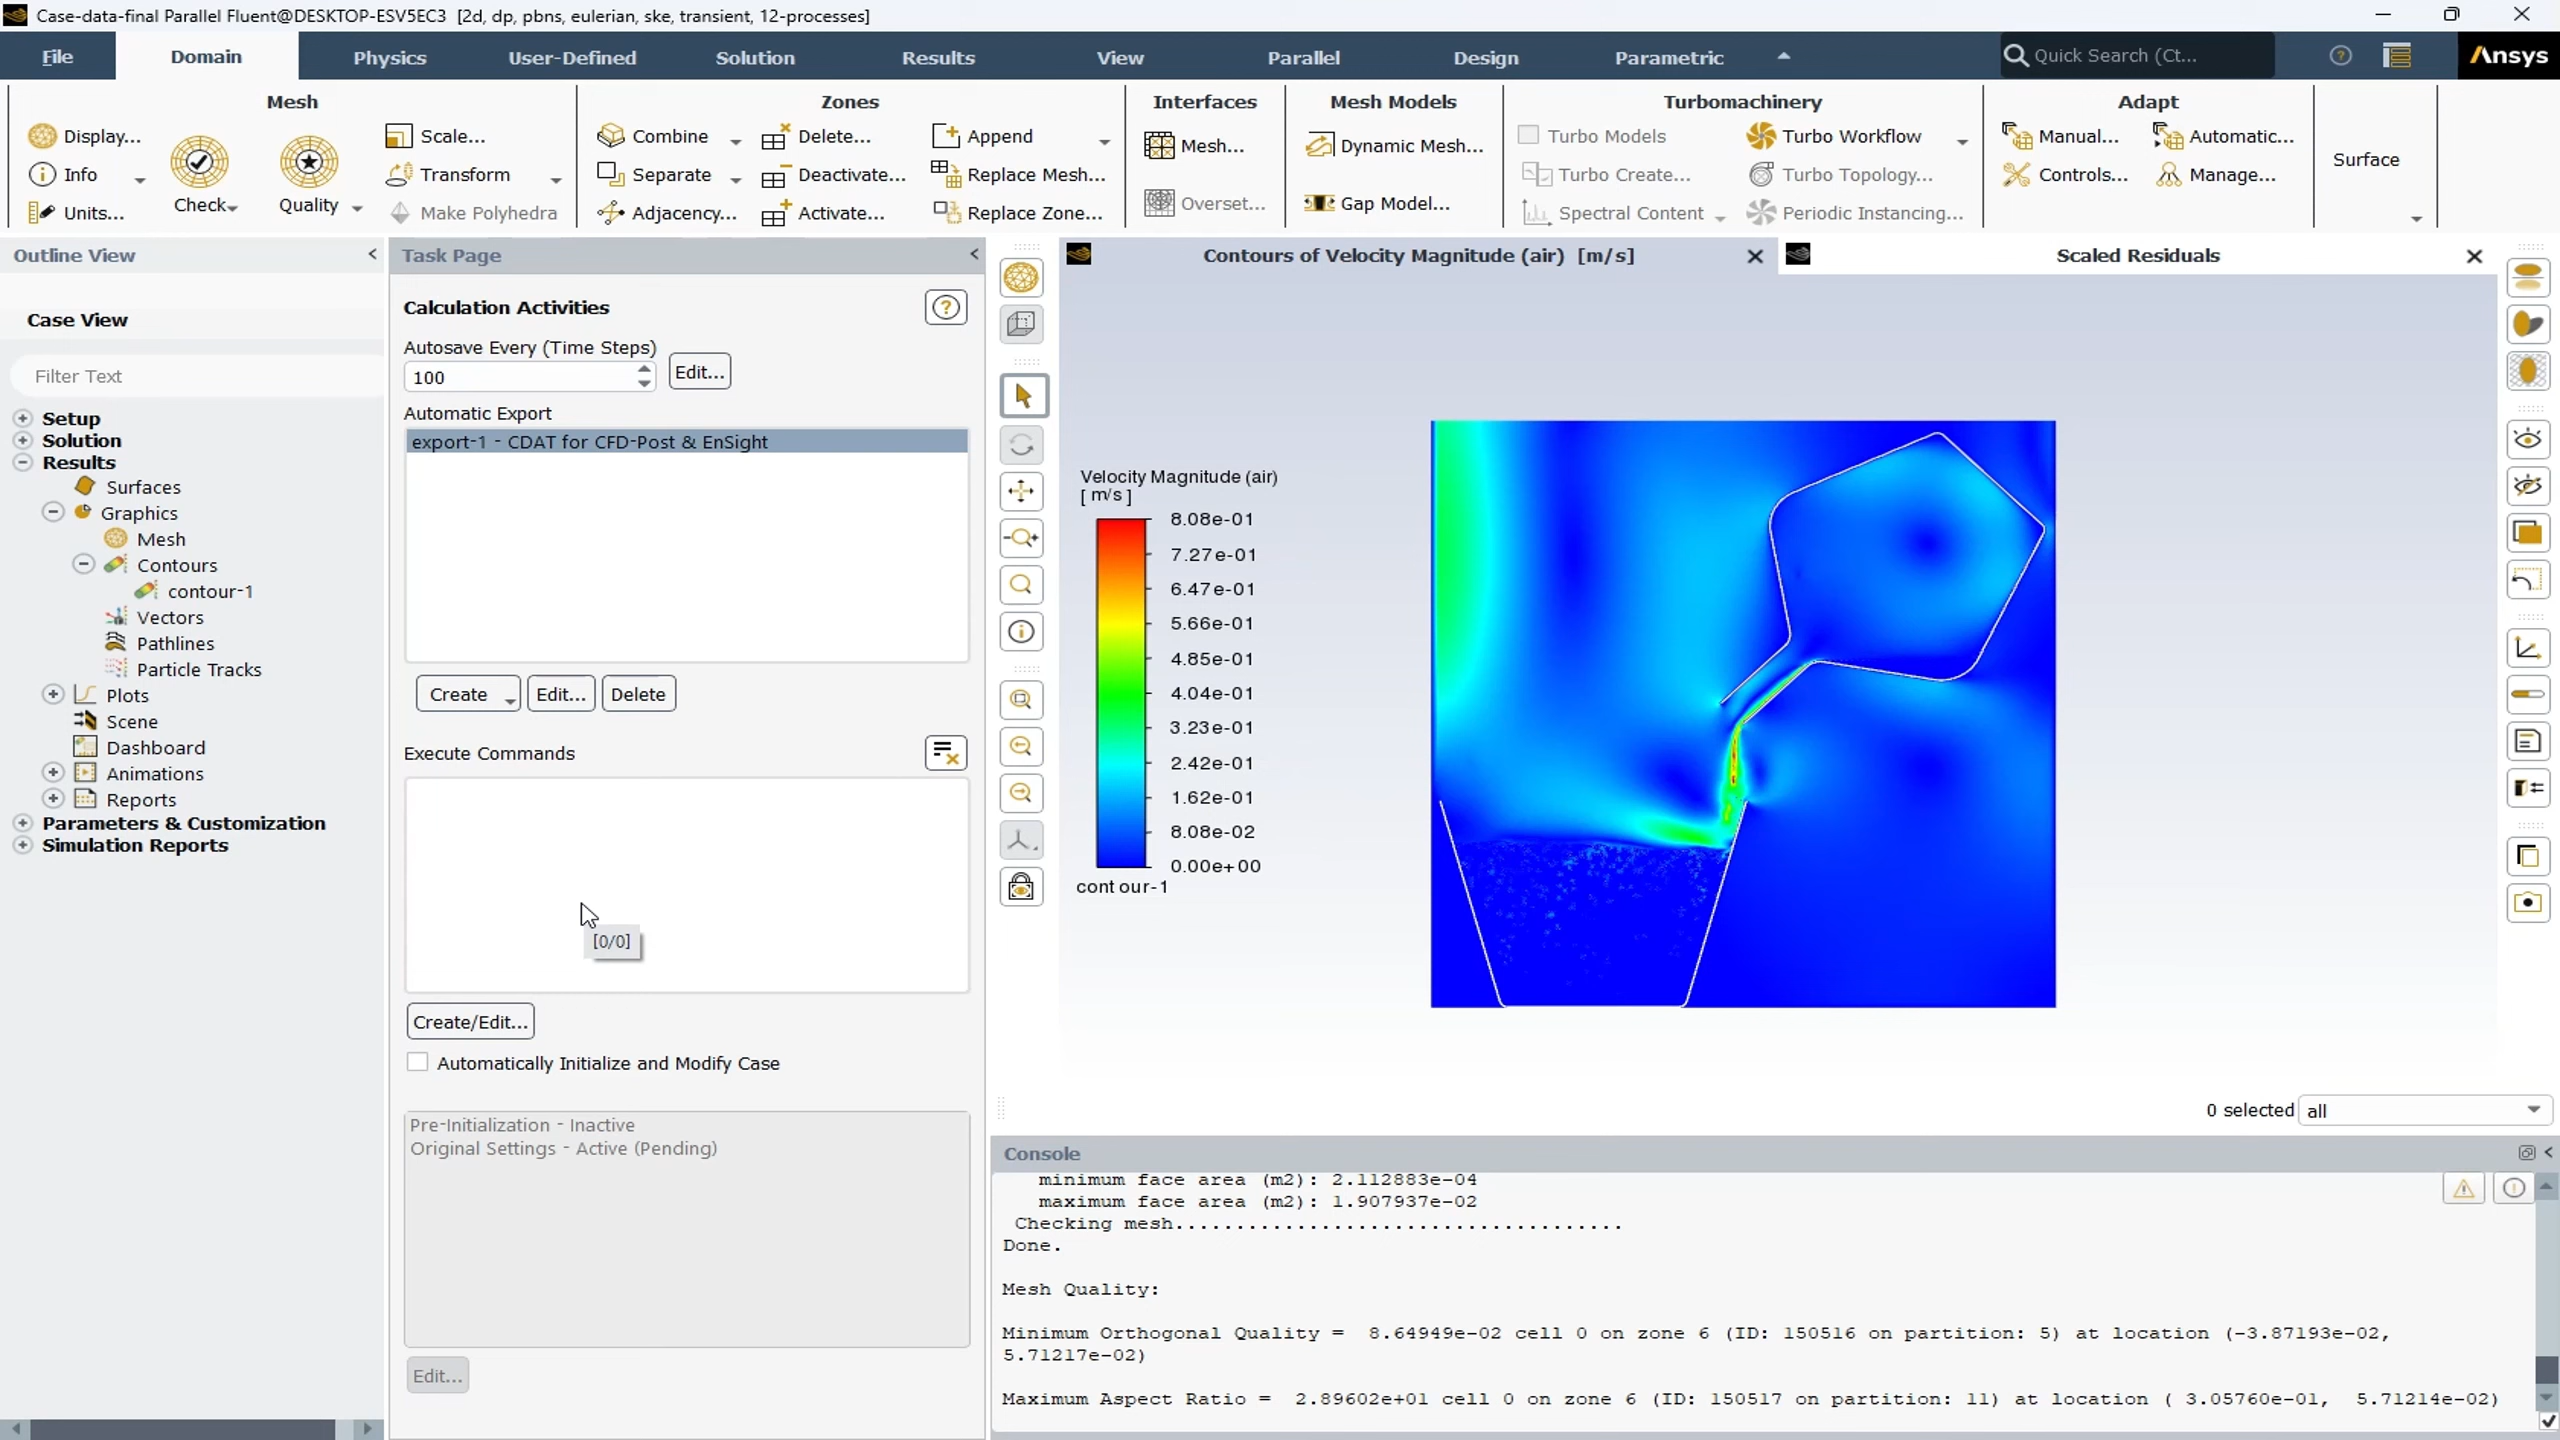 Case-data-final Parallel Fluent@DESKTOP-ESV5EC3 [2d, dp, pbns, eulerian, ske, transient, 12-processes]
File
Domain
Physics
User-Defined
Solution
Results
View
Parallel
Design
Parametric
Quick Search (Ct...
Ansys
Mesh
Display...
Info
Units...
Check
Quality
Scale...
Transform
Make Polyhedra
Zones
Combine
Separate
Adjacency...
Delete...
Deactivate...
Activate...
Append
Replace Mesh...
Replace Zone...
Interfaces
Mesh...
Overset...
Mesh Models
Dynamic Mesh...
Gap Model...
Turbomachinery
Turbo Models
Turbo Create...
Spectral Content
Turbo Workflow
Turbo Topology...
Periodic Instancing...
Adapt
Manual...
Controls...
Automatic...
Manage...
Surface
Outline View
Case View
Filter Text
Setup
Solution
Results
Surfaces
Graphics
Mesh
Contours
contour-1
Vectors
Pathlines
Particle Tracks
Plots
Scene
Dashboard
Animations
Reports
Parameters & Customization
Simulation Reports
Task Page
Calculation Activities
Autosave Every (Time Steps)
100
Edit...
Automatic Export
export-1 - CDAT for CFD-Post & EnSight
Create
Edit...
Delete
Execute Commands
[0/0]
Create/Edit...
Automatically Initialize and Modify Case
Pre-Initialization - Inactive
Original Settings - Active (Pending)
Edit...
Contours of Velocity Magnitude (air) [m/s]
Scaled Residuals
Velocity Magnitude (air)
[ m/s ]
8.08e-01
7.27e-01
6.47e-01
5.66e-01
4.85e-01
4.04e-01
3.23e-01
2.42e-01
1.62e-01
8.08e-02
0.00e+00
contour-1
0 selected
all
Console
minimum face area (m2): 2.112883e-04
maximum face area (m2): 1.907937e-02
Checking mesh.....................................
Done.
Mesh Quality:
Minimum Orthogonal Quality = 8.64949e-02 cell 0 on zone 6 (ID: 150516 on partition: 5) at location (-3.87193e-02,
5.71217e-02)
Maximum Aspect Ratio = 2.89602e+01 cell 0 on zone 6 (ID: 150517 on partition: 11) at location ( 3.05760e-01, 5.71214e-02)